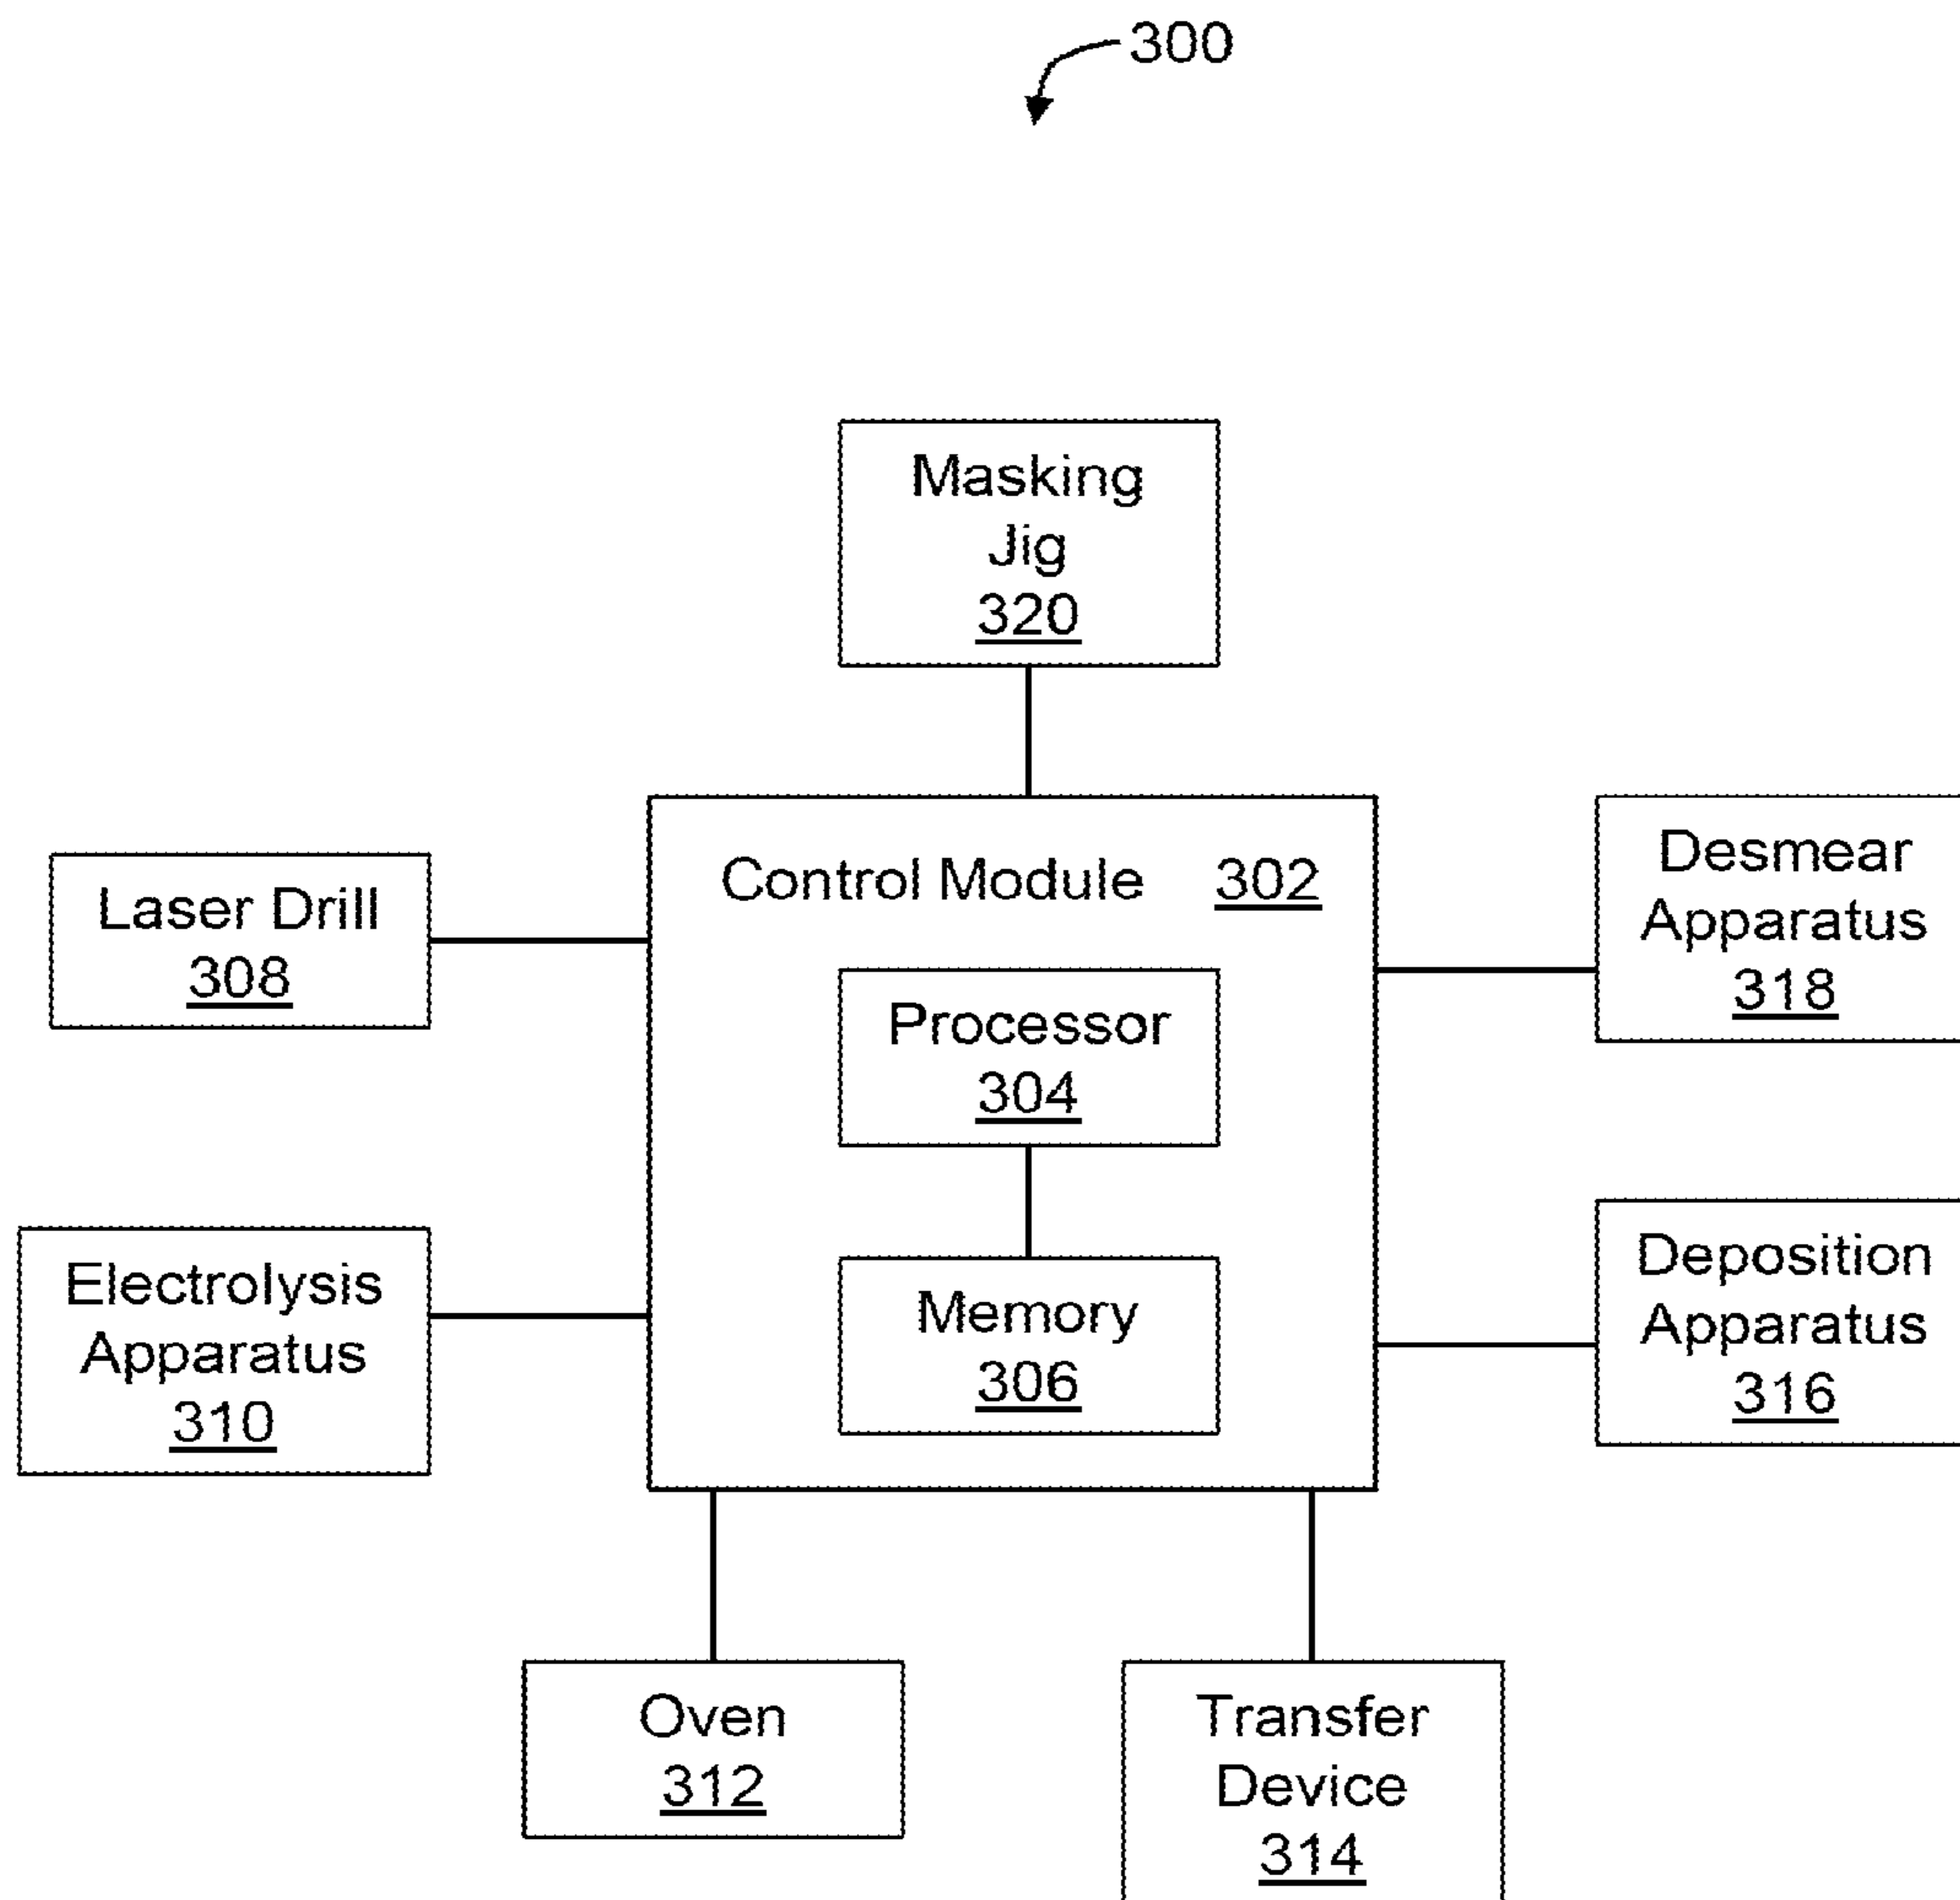 300
Masking
Jig
320
Control Module 302
Laser Drill
308
Desmear
Apparatus
318
Processor
304
Electrolysis
Apparatus
310
Memory
306
Deposition
Apparatus
316
Oven
312
Transfer
Device
314